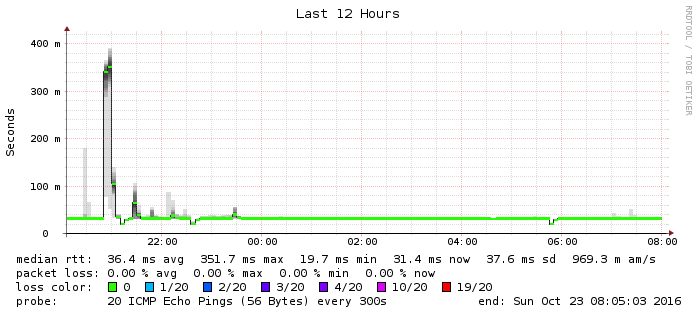 Last 12 Hours
RRDTOOL / TOBI OETIKER
Seconds
400 m
300 m
200 m
100 m
0
22:00 00:00 02:00 04:00 06:00 08:00
median rtt: 36.4 ms avg 351.7 ms max 19.7 ms min 31.4 ms now 37.6 ms sd 969.3 m am/s
packet loss: 0.00 % avg 0.00 % max 0.00 % min 0.00 % now
loss color: 0 1/20 2/20 3/20 4/20 10/20 19/20
probe: 20 ICMP Echo Pings (56 Bytes) every 300s end: Sun Oct 23 08:05:03 2016